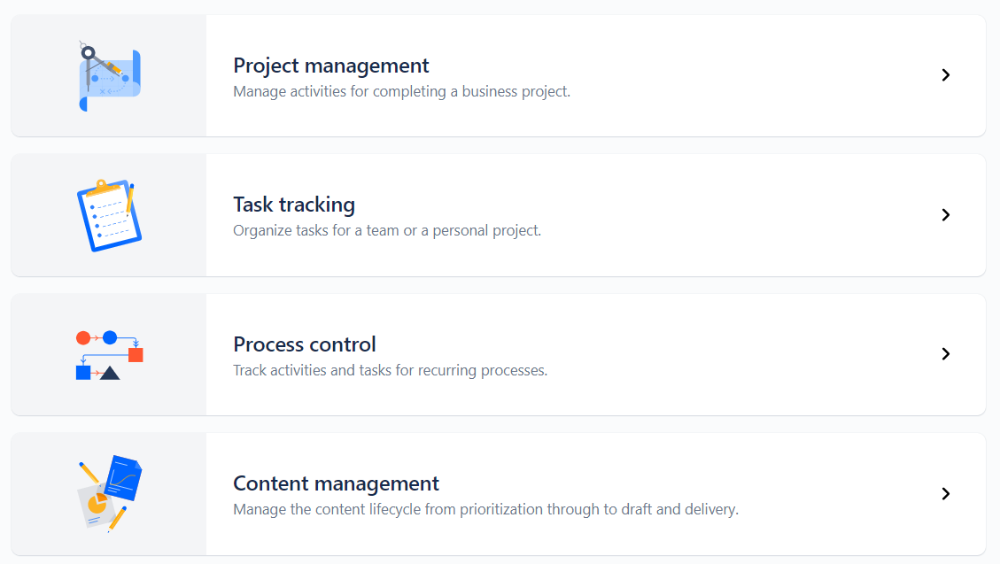 Project management
Manage activities for completing a business project.
Task tracking
Organize tasks for a team or a personal project.
Process control
Track activities and tasks for recurring processes.
Content management
Manage the content lifecycle from prioritization through to draft and delivery.